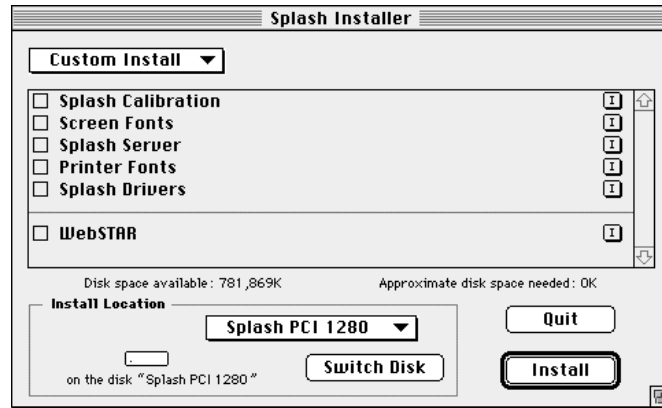 Splash Installer
Custom Install
Splash Calibration I
Screen Fonts I
Splash Server I
Printer Fonts I
Splash Drivers I
WebSTAR I
Disk space available: 781,869K Approximate disk space needed: 0K
Install Location
Splash PCI 1280 Quit
Switch Disk Install
on the disk "Splash PCI 1280"